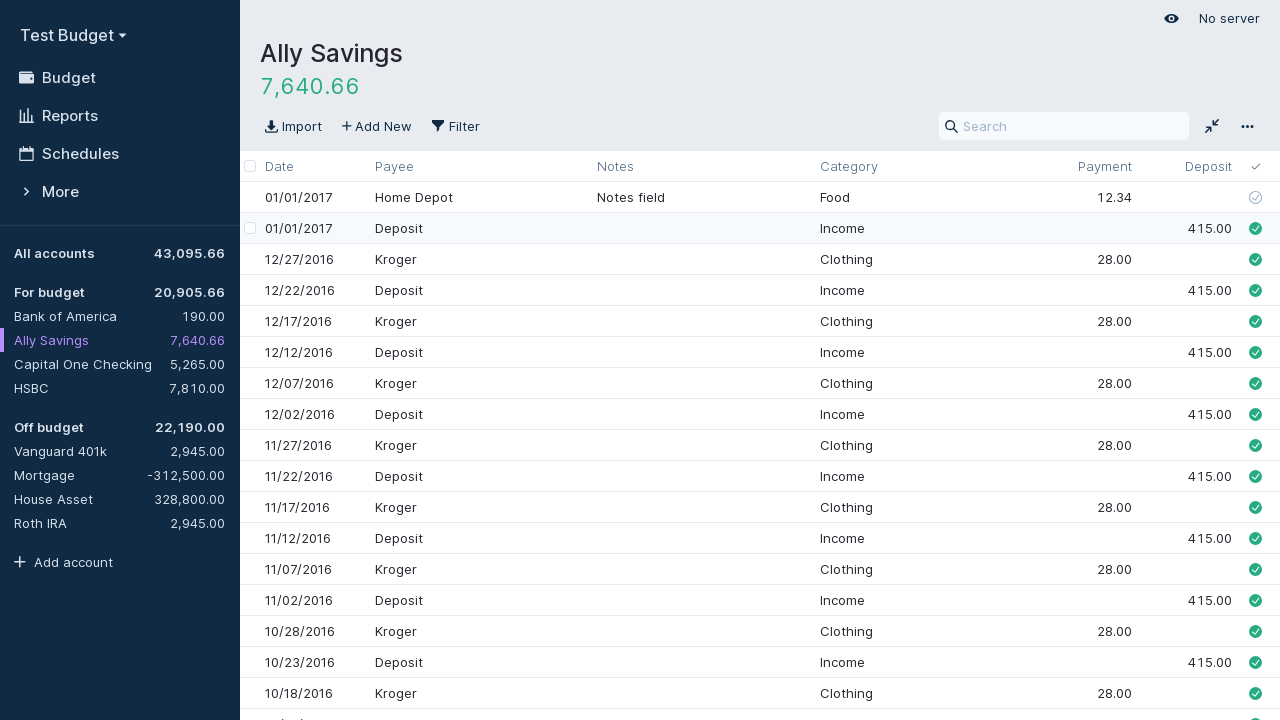 Test Budget
Budget
Reports
Schedules
More
All accounts 43,095.66
For budget 20,905.66
Bank of America 190.00
Ally Savings 7,640.66
Capital One Checking 5,265.00
HSBC 7,810.00
Off budget 22,190.00
Vanguard 401k 2,945.00
Mortgage -312,500.00
House Asset 328,800.00
Roth IRA 2,945.00
Add account
No server
Ally Savings
7,640.66
Import Add New Filter Search
Date Payee Notes Category Payment Deposit
01/01/2017 Home Depot Notes field Food 12.34
01/01/2017 Deposit Income 415.00
12/27/2016 Kroger Clothing 28.00
12/22/2016 Deposit Income 415.00
12/17/2016 Kroger Clothing 28.00
12/12/2016 Deposit Income 415.00
12/07/2016 Kroger Clothing 28.00
12/02/2016 Deposit Income 415.00
11/27/2016 Kroger Clothing 28.00
11/22/2016 Deposit Income 415.00
11/17/2016 Kroger Clothing 28.00
11/12/2016 Deposit Income 415.00
11/07/2016 Kroger Clothing 28.00
11/02/2016 Deposit Income 415.00
10/28/2016 Kroger Clothing 28.00
10/23/2016 Deposit Income 415.00
10/18/2016 Kroger Clothing 28.00